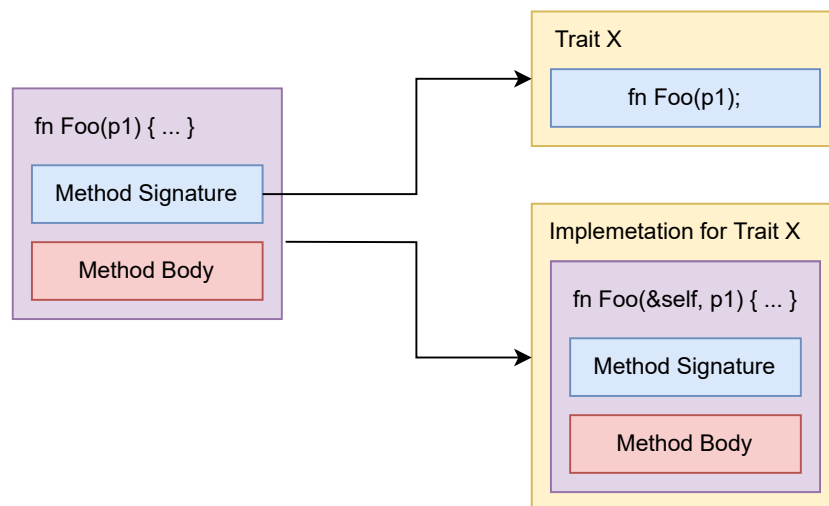 fn Foo(p1) { ... }
Method Signature
Method Body
Trait X
fn Foo(p1);
Implemetation for Trait X
fn Foo(&self, p1) { ... }
Method Signature
Method Body